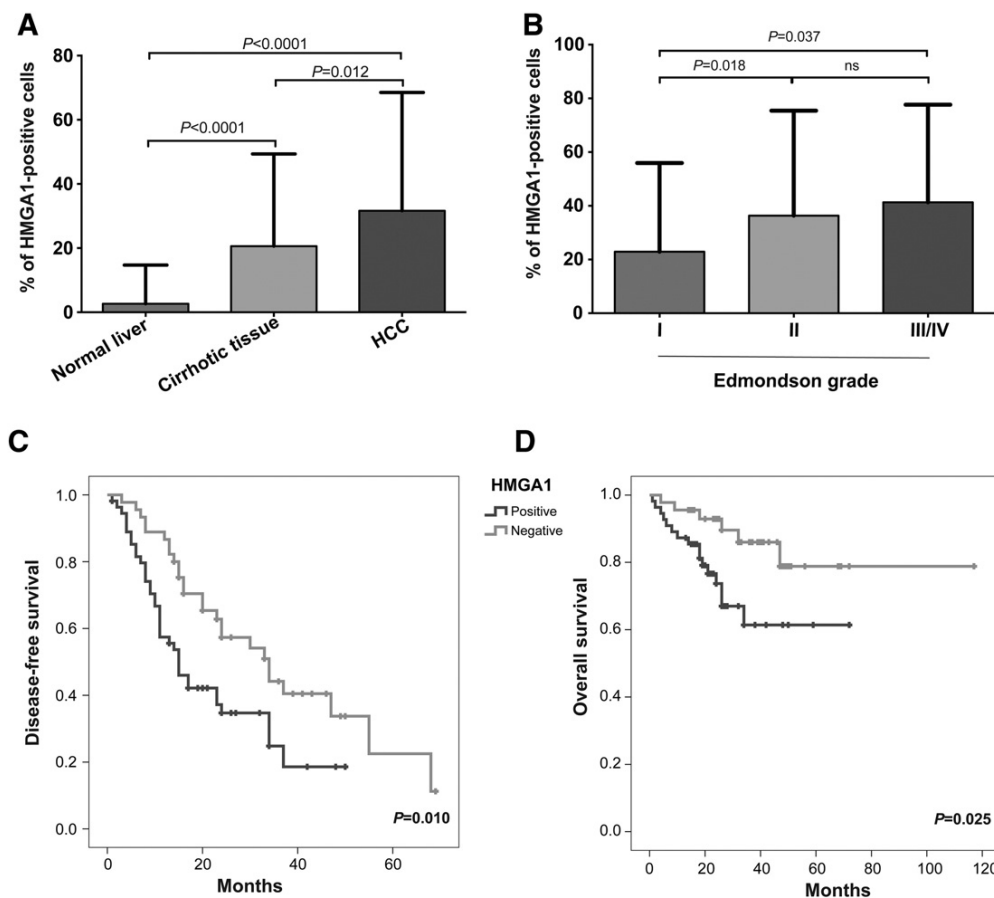 A
% of HMGA1-positive cells
80
60
40
20
0
P<0.0001
P=0.012
P<0.0001
Normal liver
Cirrhotic tissue
HCC
B
% of HMGA1-positive cells
100
80
60
40
20
0
P=0.037
P=0.018
ns
I
II
III/IV
Edmondson grade
C
Disease-free survival
1.0
0.8
0.6
0.4
0.2
0.0
0
20
40
60
Months
P=0.010
HMGA1
Positive
Negative
D
Overall survival
1.0
0.8
0.6
0.4
0.2
0.0
0
20
40
60
80
100
120
Months
P=0.025